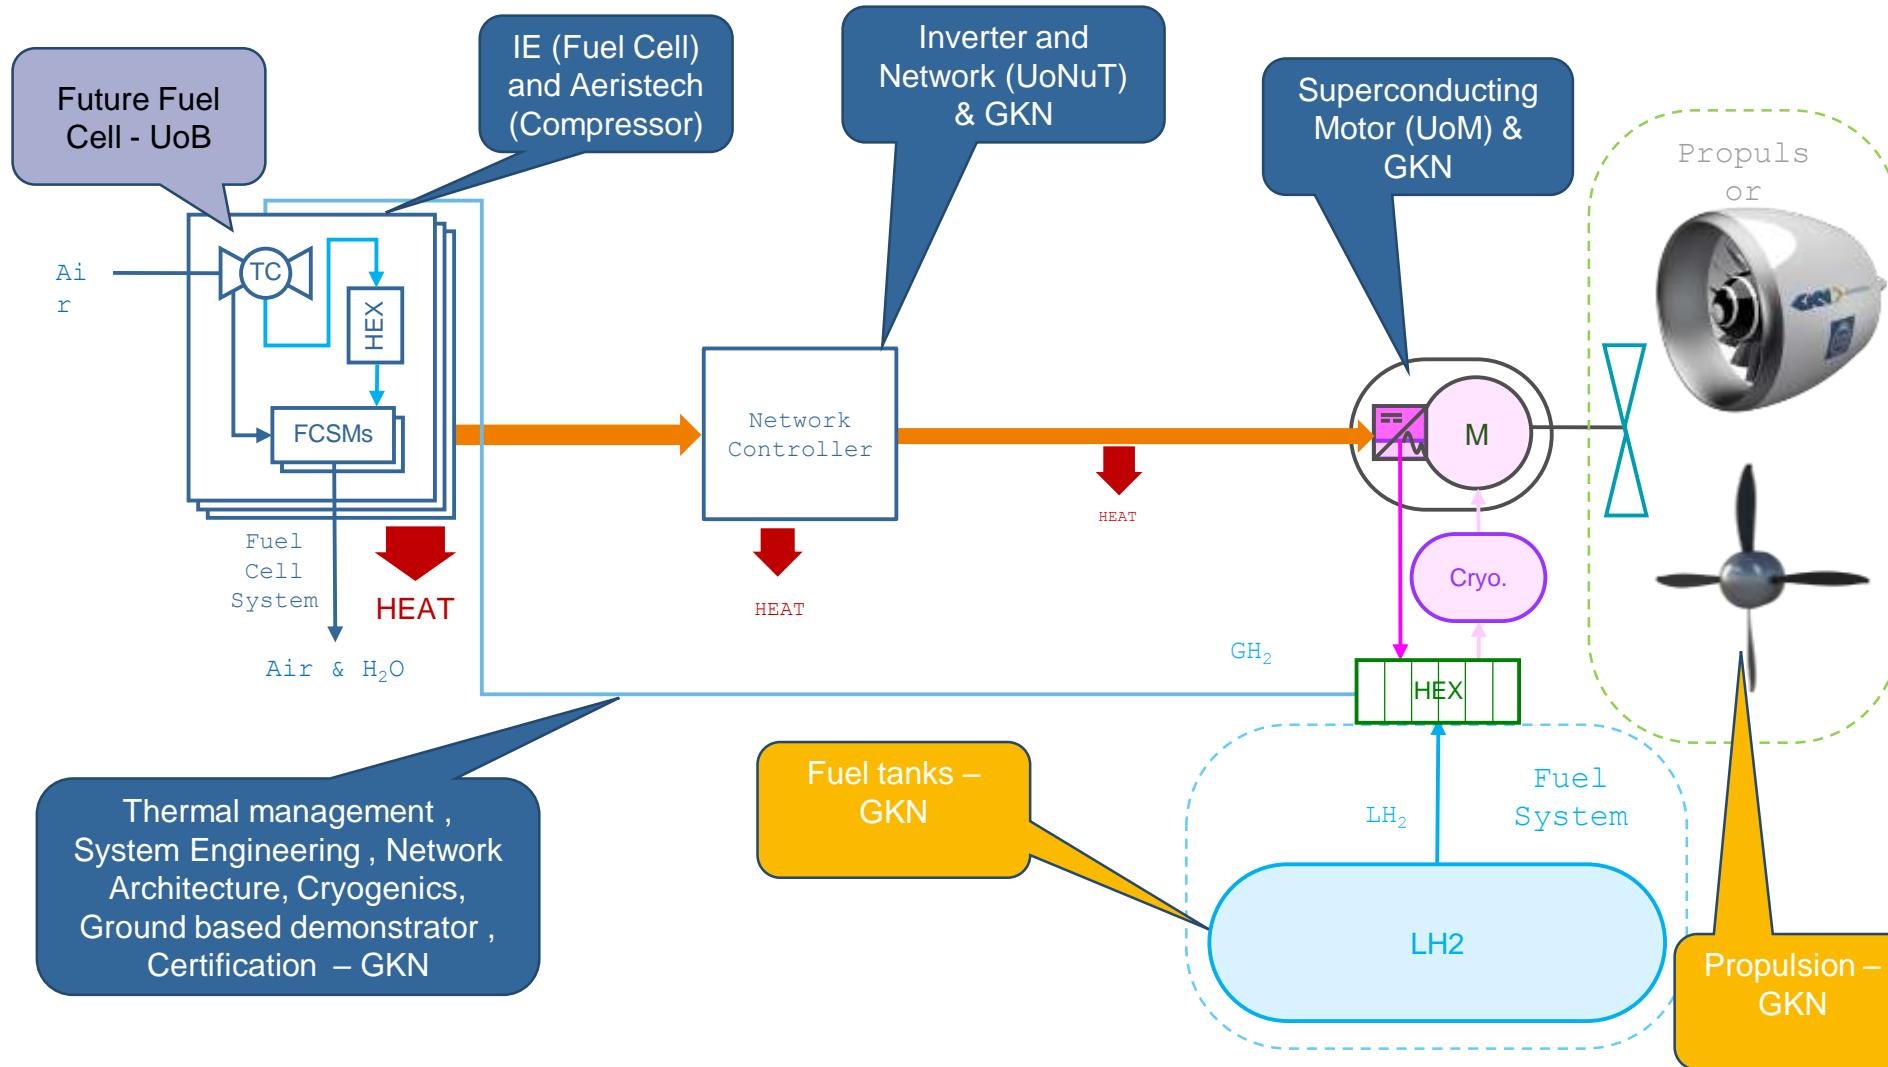 Future Fuel
Cell - UoB
IE (Fuel Cell)
and Aeristech
(Compressor)
Inverter and
Network (UoNuT)
& GKN
Superconducting
Motor (UoM) &
GKN
Propuls
or
Ai
r
TC
HEX
FCSMs
Fuel
Cell
System
HEAT
Air & H₂O
Network
Controller
HEAT
HEAT
M
Cryo.
GH₂
HEX
GKN
Thermal management ,
System Engineering , Network
Architecture, Cryogenics,
Ground based demonstrator ,
Certification – GKN
Fuel tanks –
GKN
LH₂
Fuel
System
LH2
Propulsion –
GKN